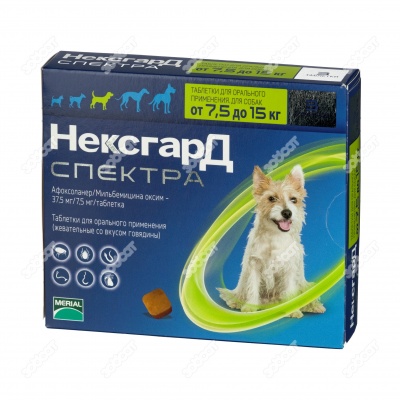 ТАБЛЕТКИ ДЛЯ ОРАЛЬНОГО
ПРИМЕНЕНИЯ ДЛЯ СОБАК
от 7,5 до 15 кг
НексгарД
СПЕКТРА
Афоксоланер/Мильбемицина оксим -
37,5 мг/7,5 мг/таблетка
Таблетки для орального применения
(жевательные со вкусом говядины)
MERIAL